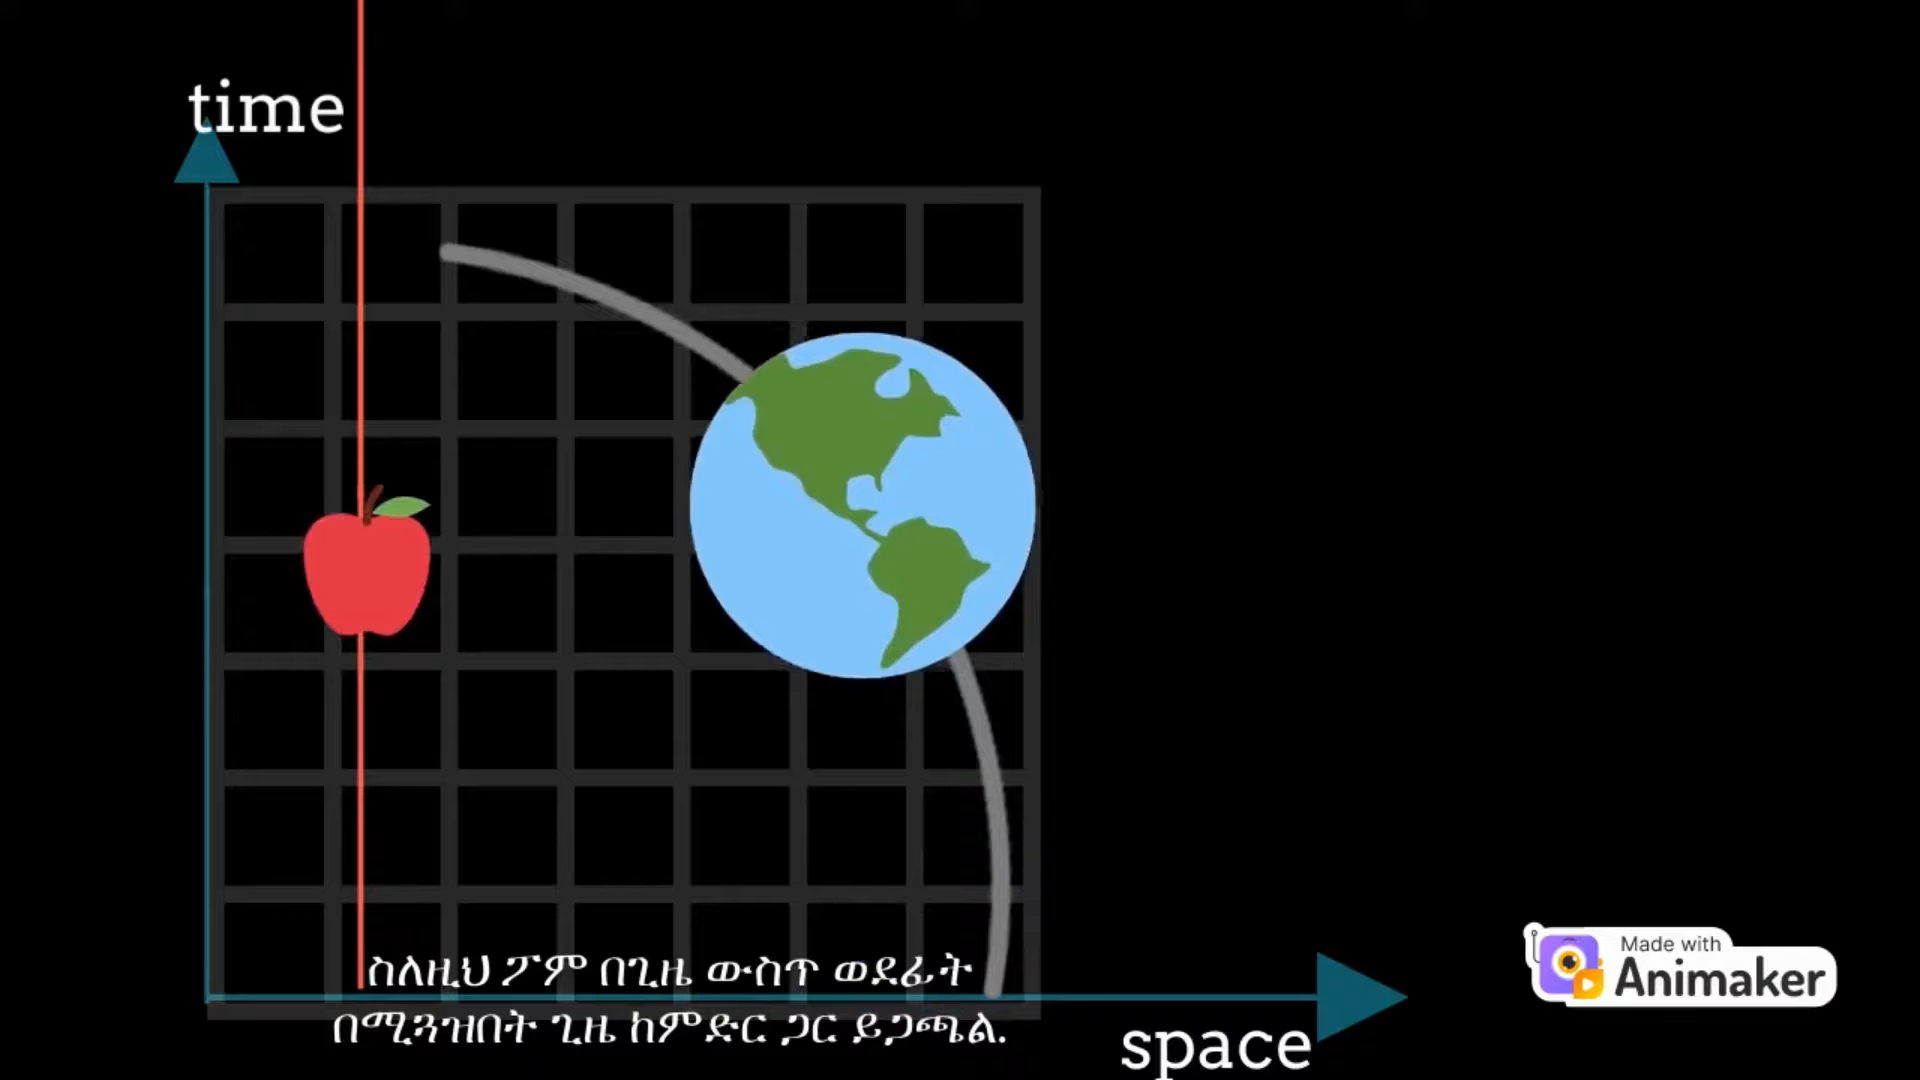 time
ስለዚህ ፖም በጊዜ ውስጥ ወደፊት
በሚጓዝበት ጊዜ ከምድር ጋር ይጋጫል.
space
Made with
Animaker